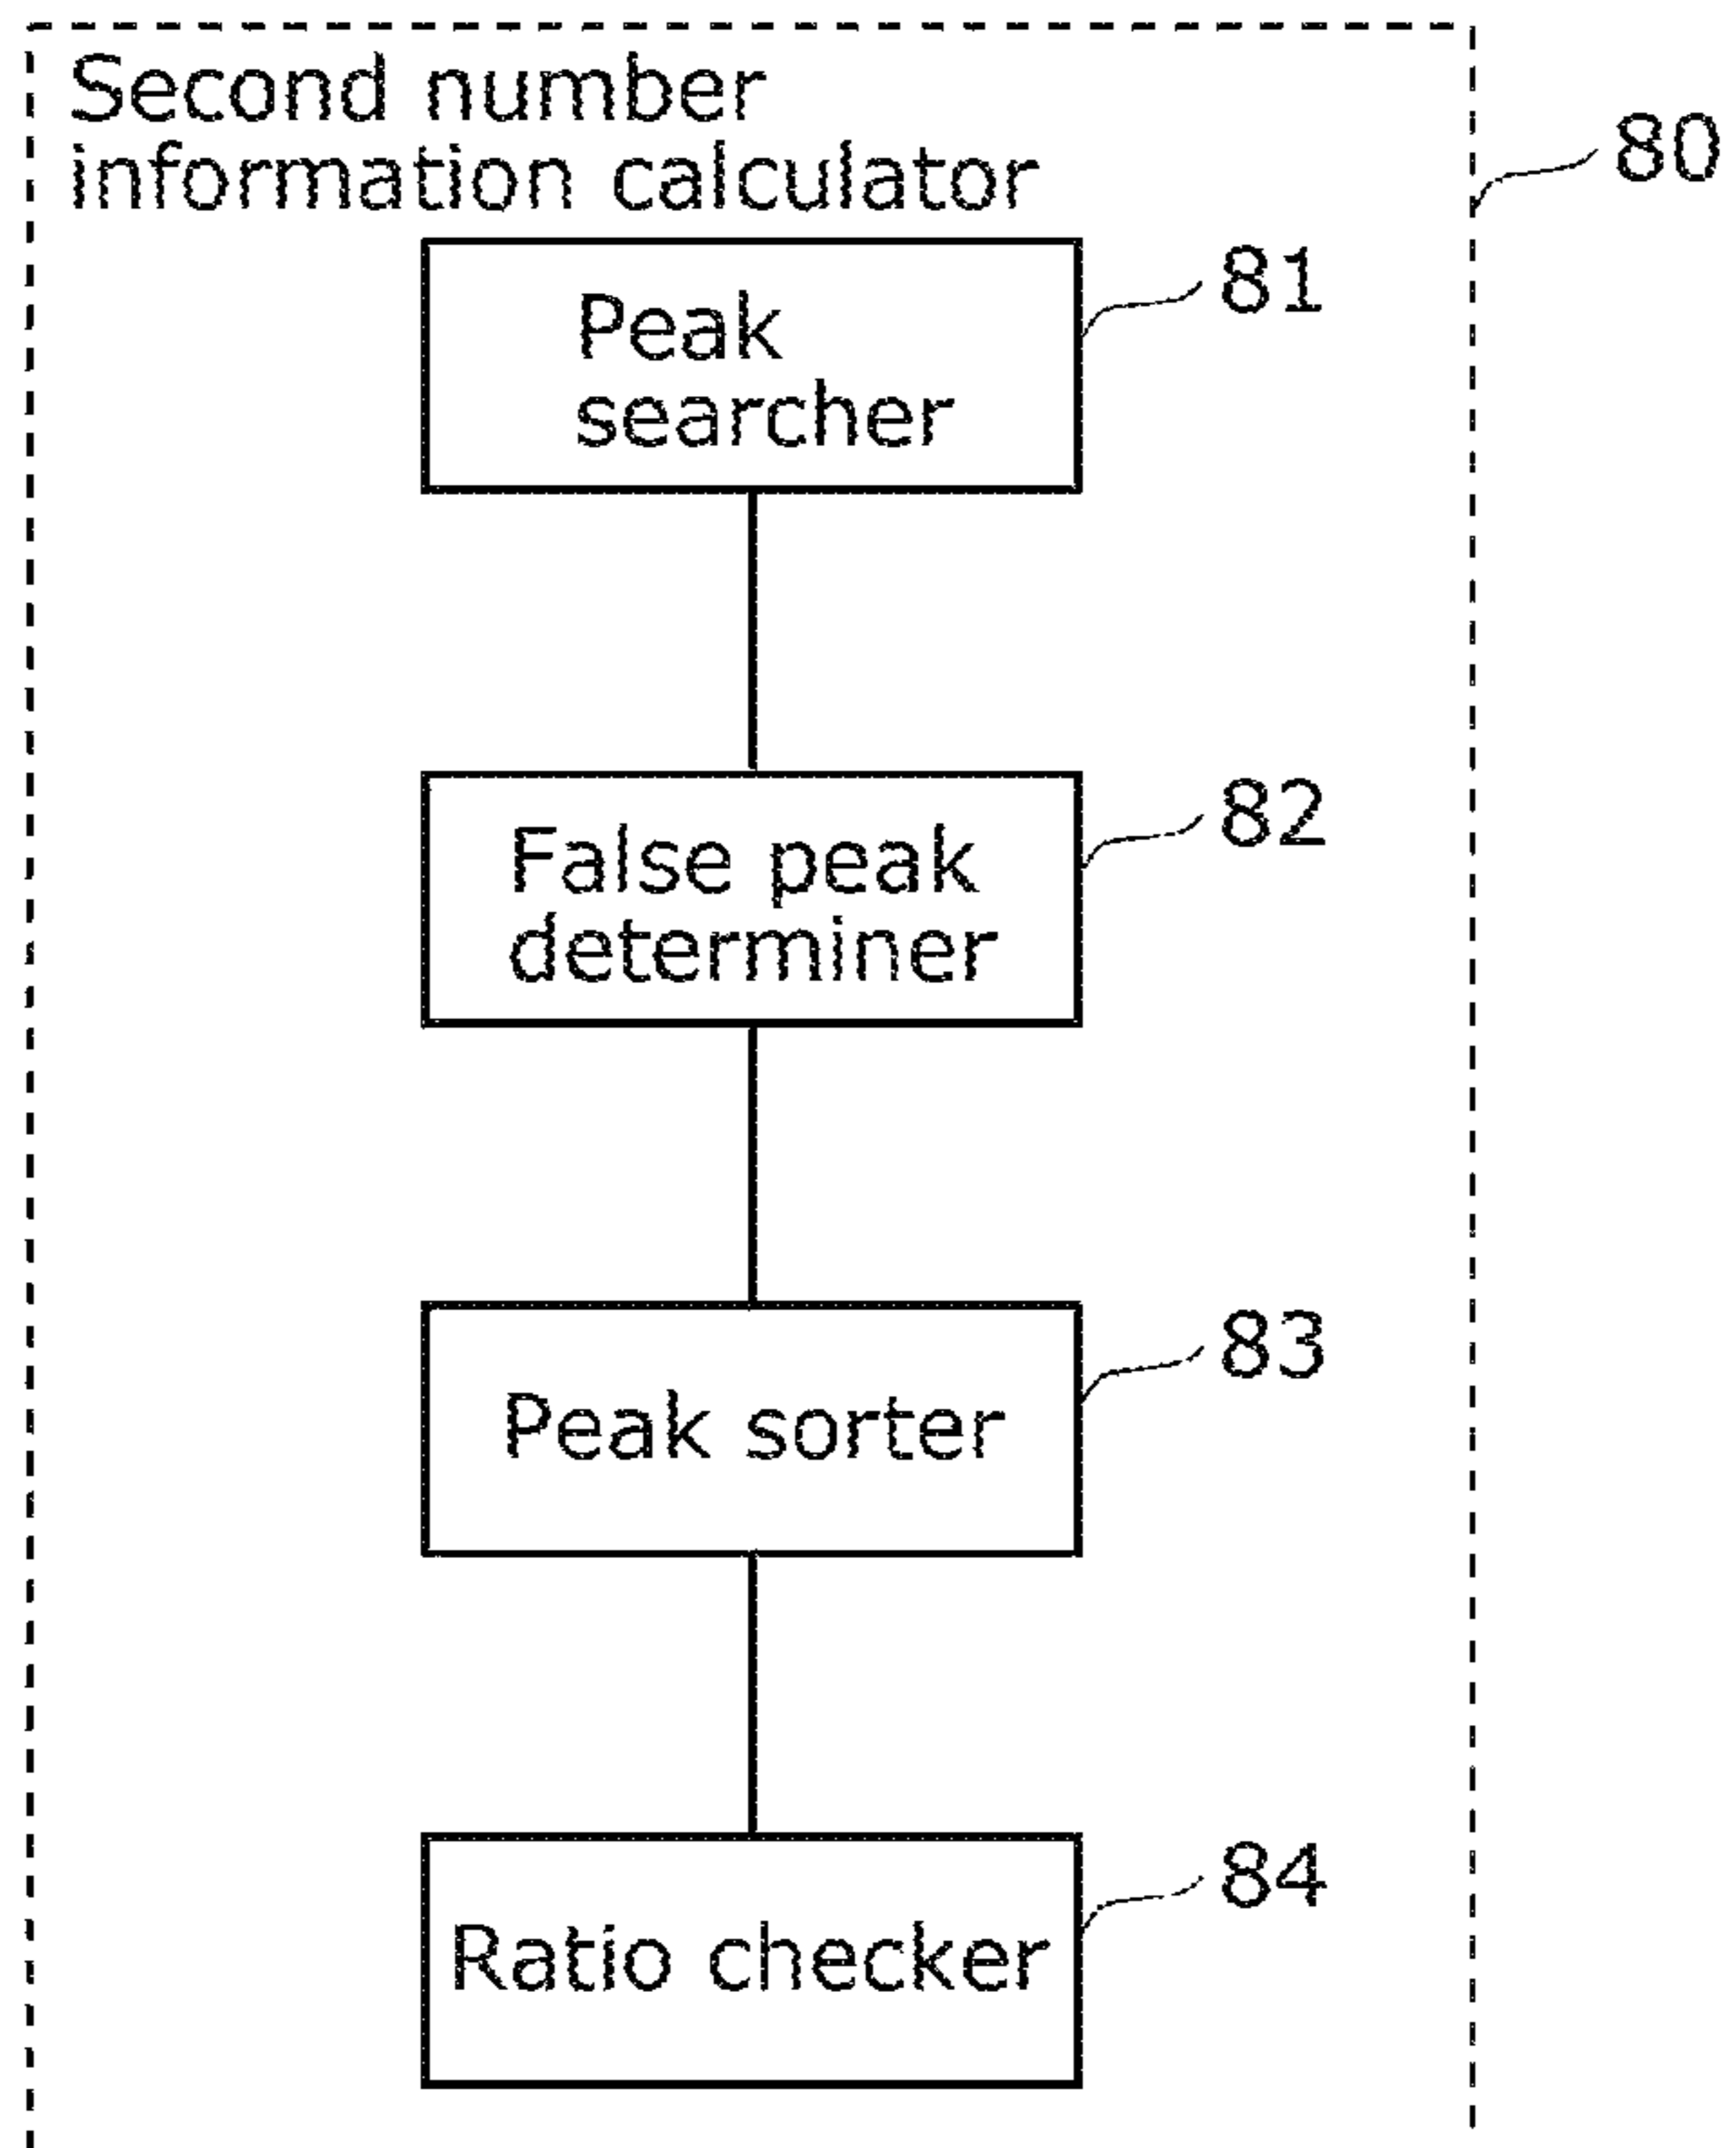 Second number
information calculator
80
Peak
searcher
81
False peak
determiner
82
Peak sorter
83
Ratio checker
84